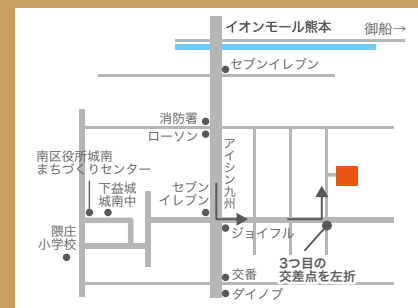 イオンモール熊本
御船→
セブンイレブン
消防署
ローソン
アイシン九州
南区役所城南
まちづくりセンター
下益城
城南中
セブン
イレブン
隈庄
小学校
ジョイフル
3つ目の
交差点を左折
交番
ダイノブ